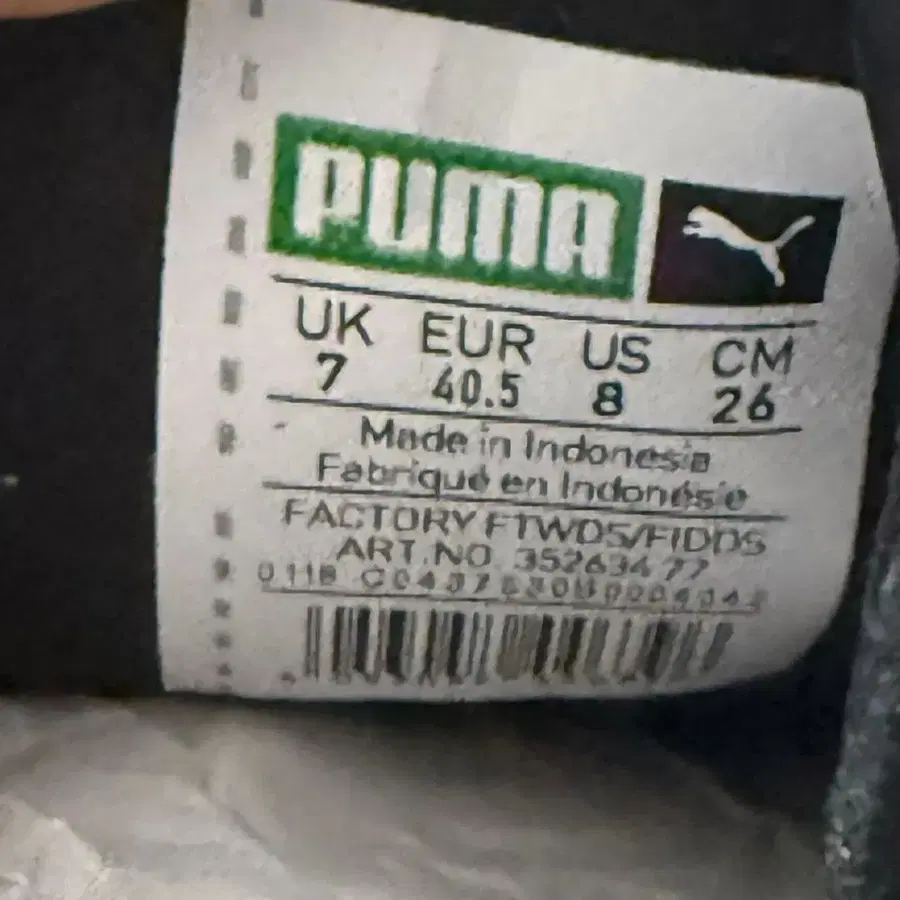 PUMA
UK EUR US CM
7 40.5 8 26
Made in Indonesia
Fabriqué en Indonésie
FACTORY FTWDS/FIDDS
ART.NO. 352634 77